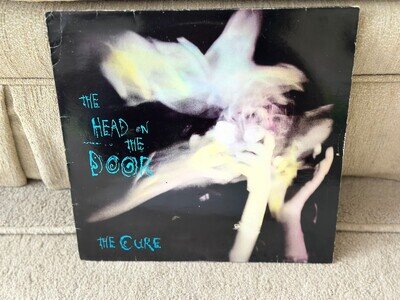 THE
HEAD ON
THE
DOOR
THE CURE